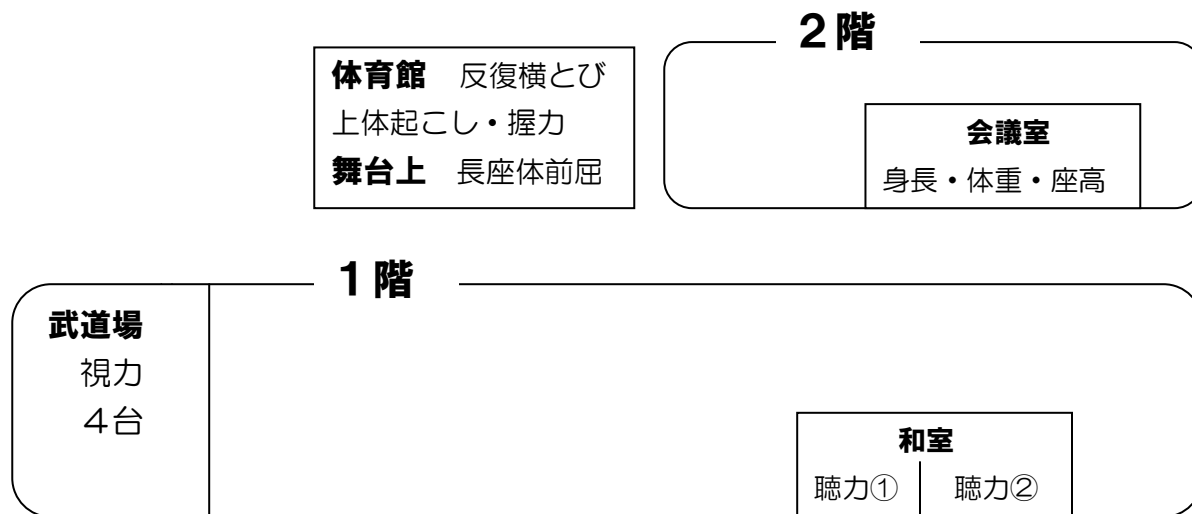 ２階
体育館　反復横とび
上体起こし・握力
舞台上　長座体前屈
会議室
身長・体重・座高
１階
武道場
視力
４台
和室
聴力①
聴力②